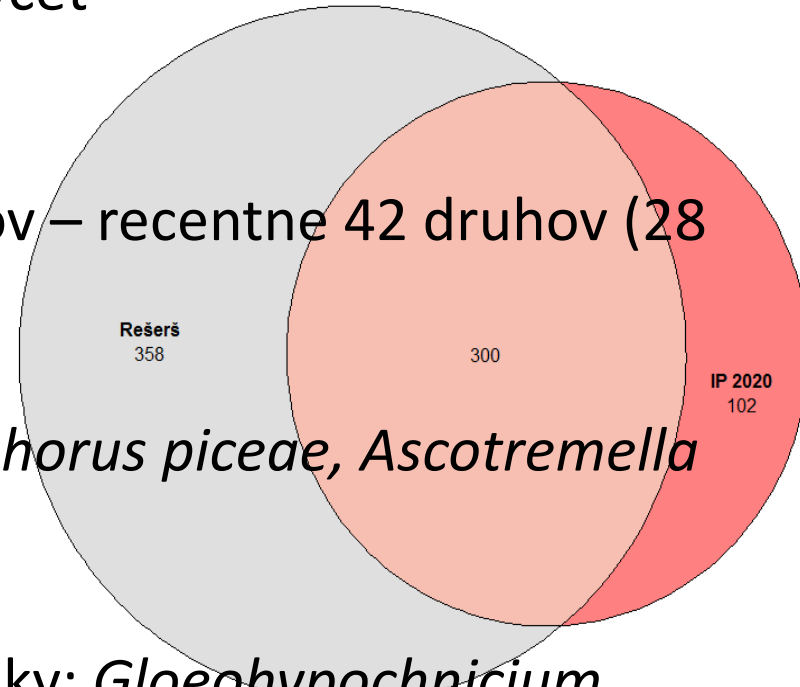 ov – recentne 42 druhov (28
Rešerš
358
300
IP 2020
102
horus piceae, Ascotremella
ky: Gloeohypochnicium